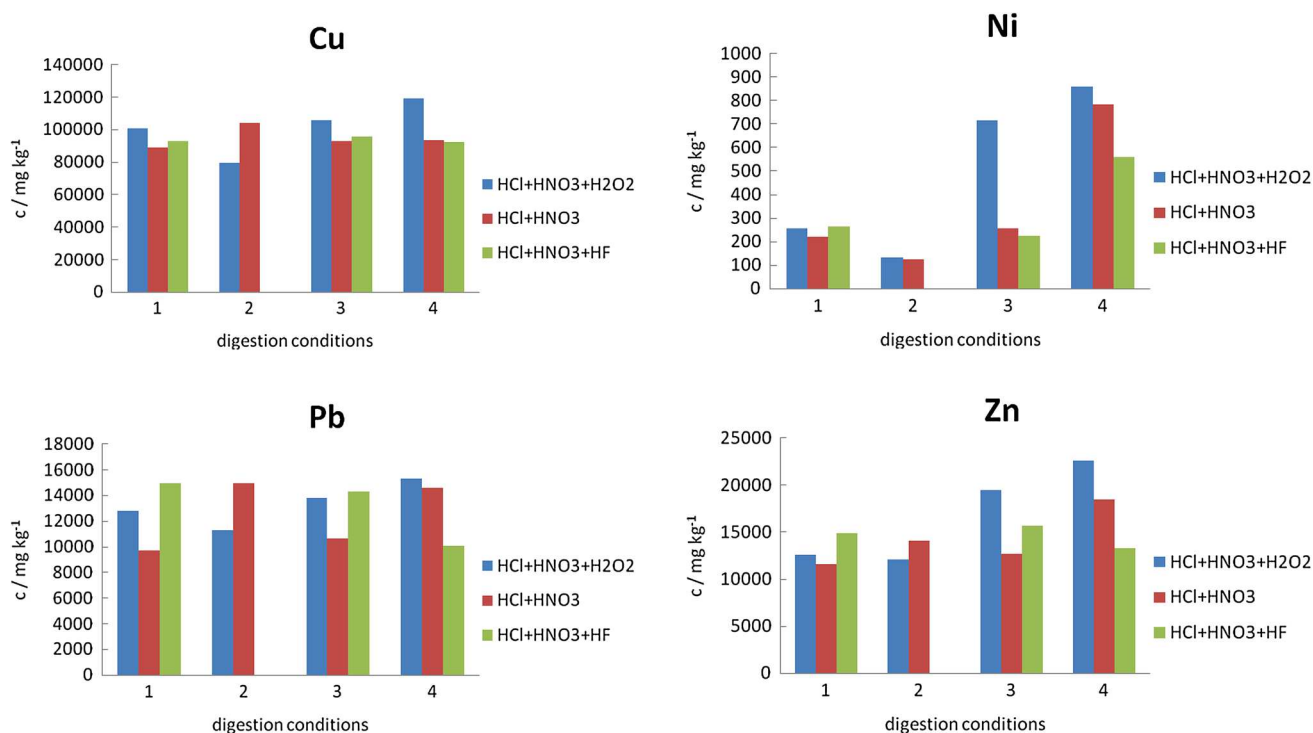 Cu
140000
120000
100000
80000
60000
40000
20000
0
c / mg kg⁻¹
1 2 3 4
digestion conditions
HCl+HNO3+H2O2
HCl+HNO3
HCl+HNO3+HF
Ni
1000
900
800
700
600
500
400
300
200
100
0
c / mg kg⁻¹
1 2 3 4
digestion conditions
HCl+HNO3+H2O2
HCl+HNO3
HCl+HNO3+HF
Pb
18000
16000
14000
12000
10000
8000
6000
4000
2000
0
c / mg kg⁻¹
1 2 3 4
digestion conditions
HCl+HNO3+H2O2
HCl+HNO3
HCl+HNO3+HF
Zn
25000
20000
15000
10000
5000
0
c / mg kg⁻¹
1 2 3 4
digestion conditions
HCl+HNO3+H2O2
HCl+HNO3
HCl+HNO3+HF